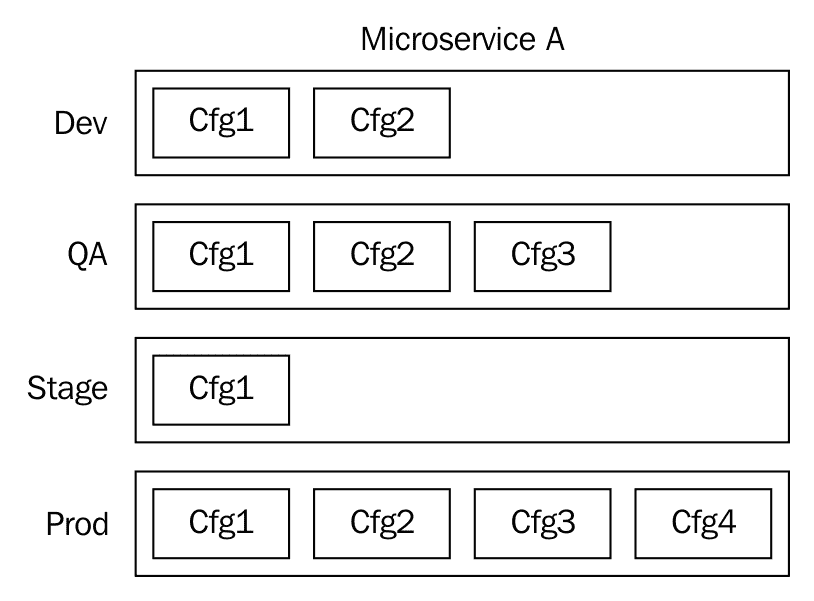 Microservice A
Dev Cfg1 Cfg2
QA Cfg1 Cfg2 Cfg3
Stage Cfg1
Prod Cfg1 Cfg2 Cfg3 Cfg4